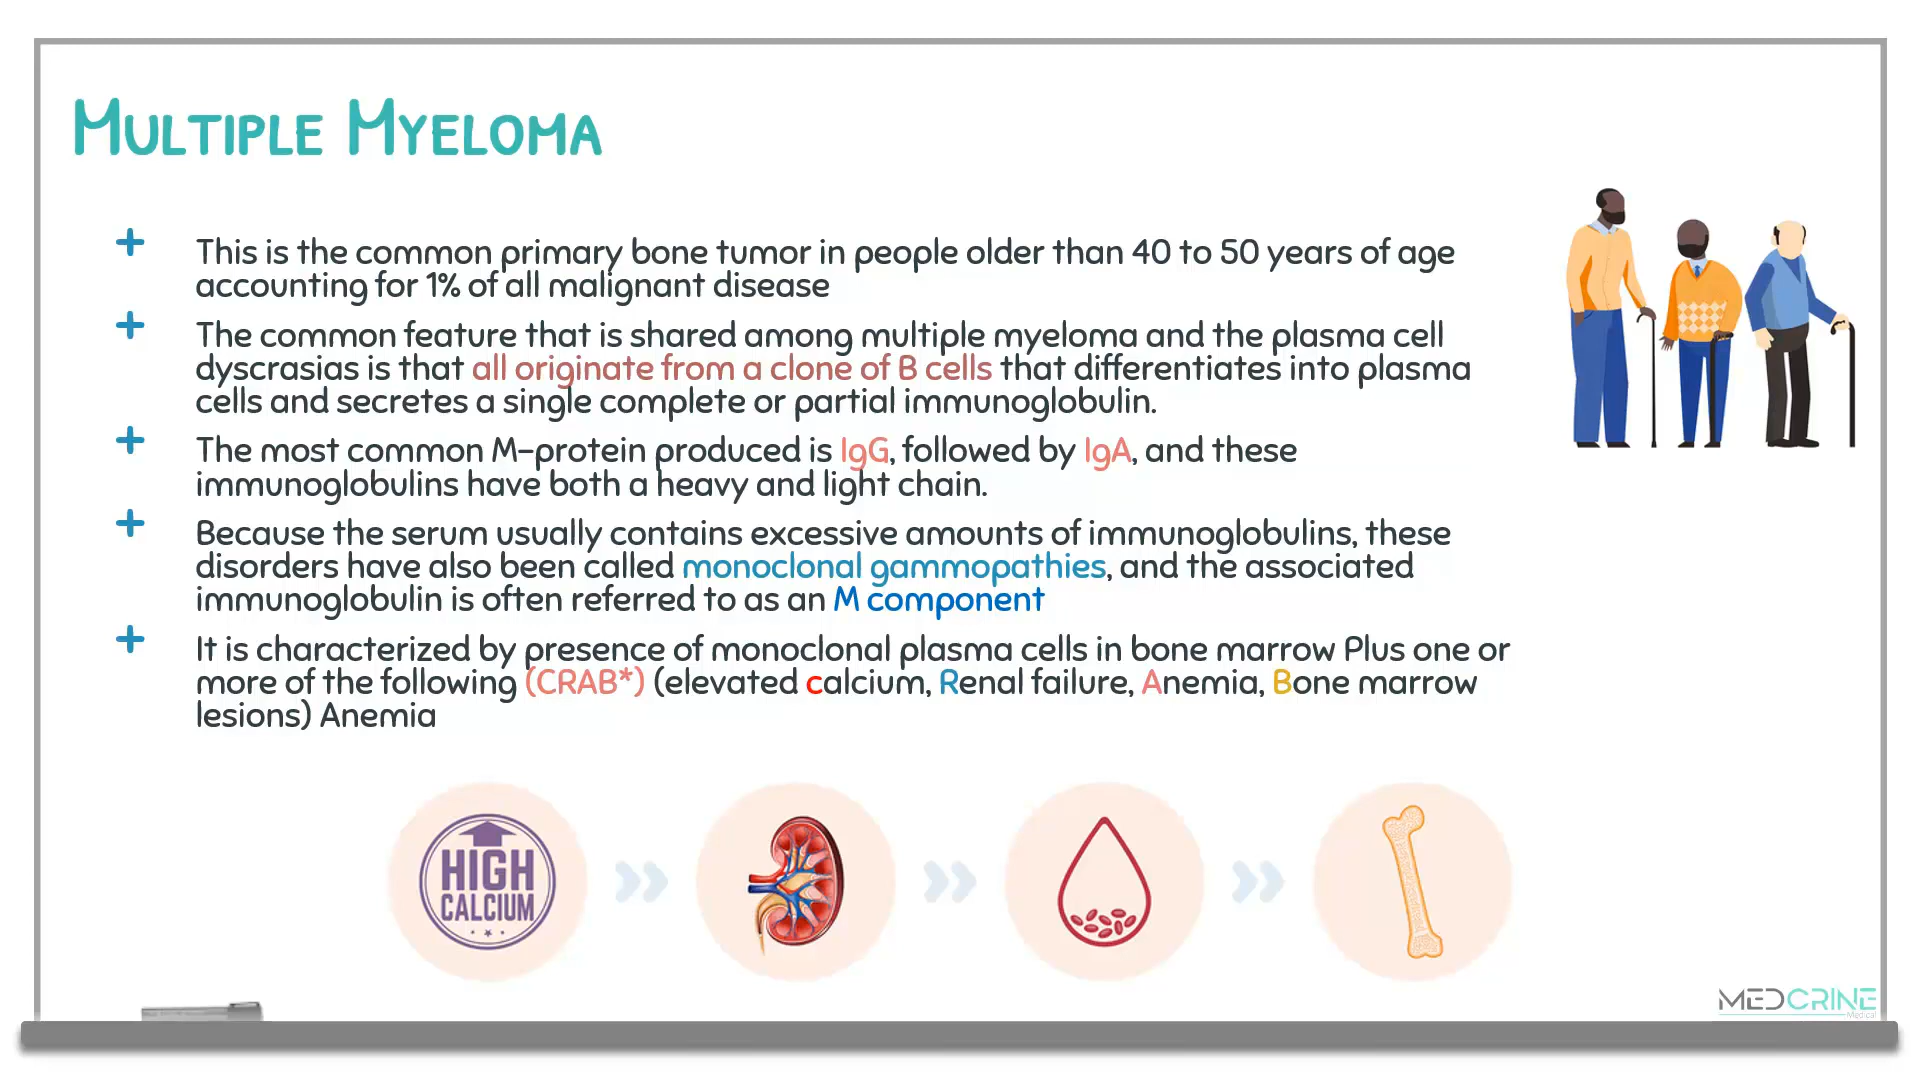 MULTIPLE MYELOMA
This is the common primary bone tumor in people older than 40 to 50 years of age
accounting for 1% of all malignant disease
The common feature that is shared among multiple myeloma and the plasma cell
dyscrasias is that all originate from a clone of B cells that differentiates into plasma
cells and secretes a single complete or partial immunoglobulin.
The most common M-protein produced is IgG, followed by IgA, and these
immunoglobulins have both a heavy and light chain.
Because the serum usually contains excessive amounts of immunoglobulins, these
disorders have also been called monoclonal gammopathies, and the associated
immunoglobulin is often referred to as an M component
It is characterized by presence of monoclonal plasma cells in bone marrow Plus one or
more of the following (CRAB*) (elevated calcium, Renal failure, Anemia, Bone marrow
lesions) Anemia
HIGH
CALCIUM
MEDCRINE
Medical